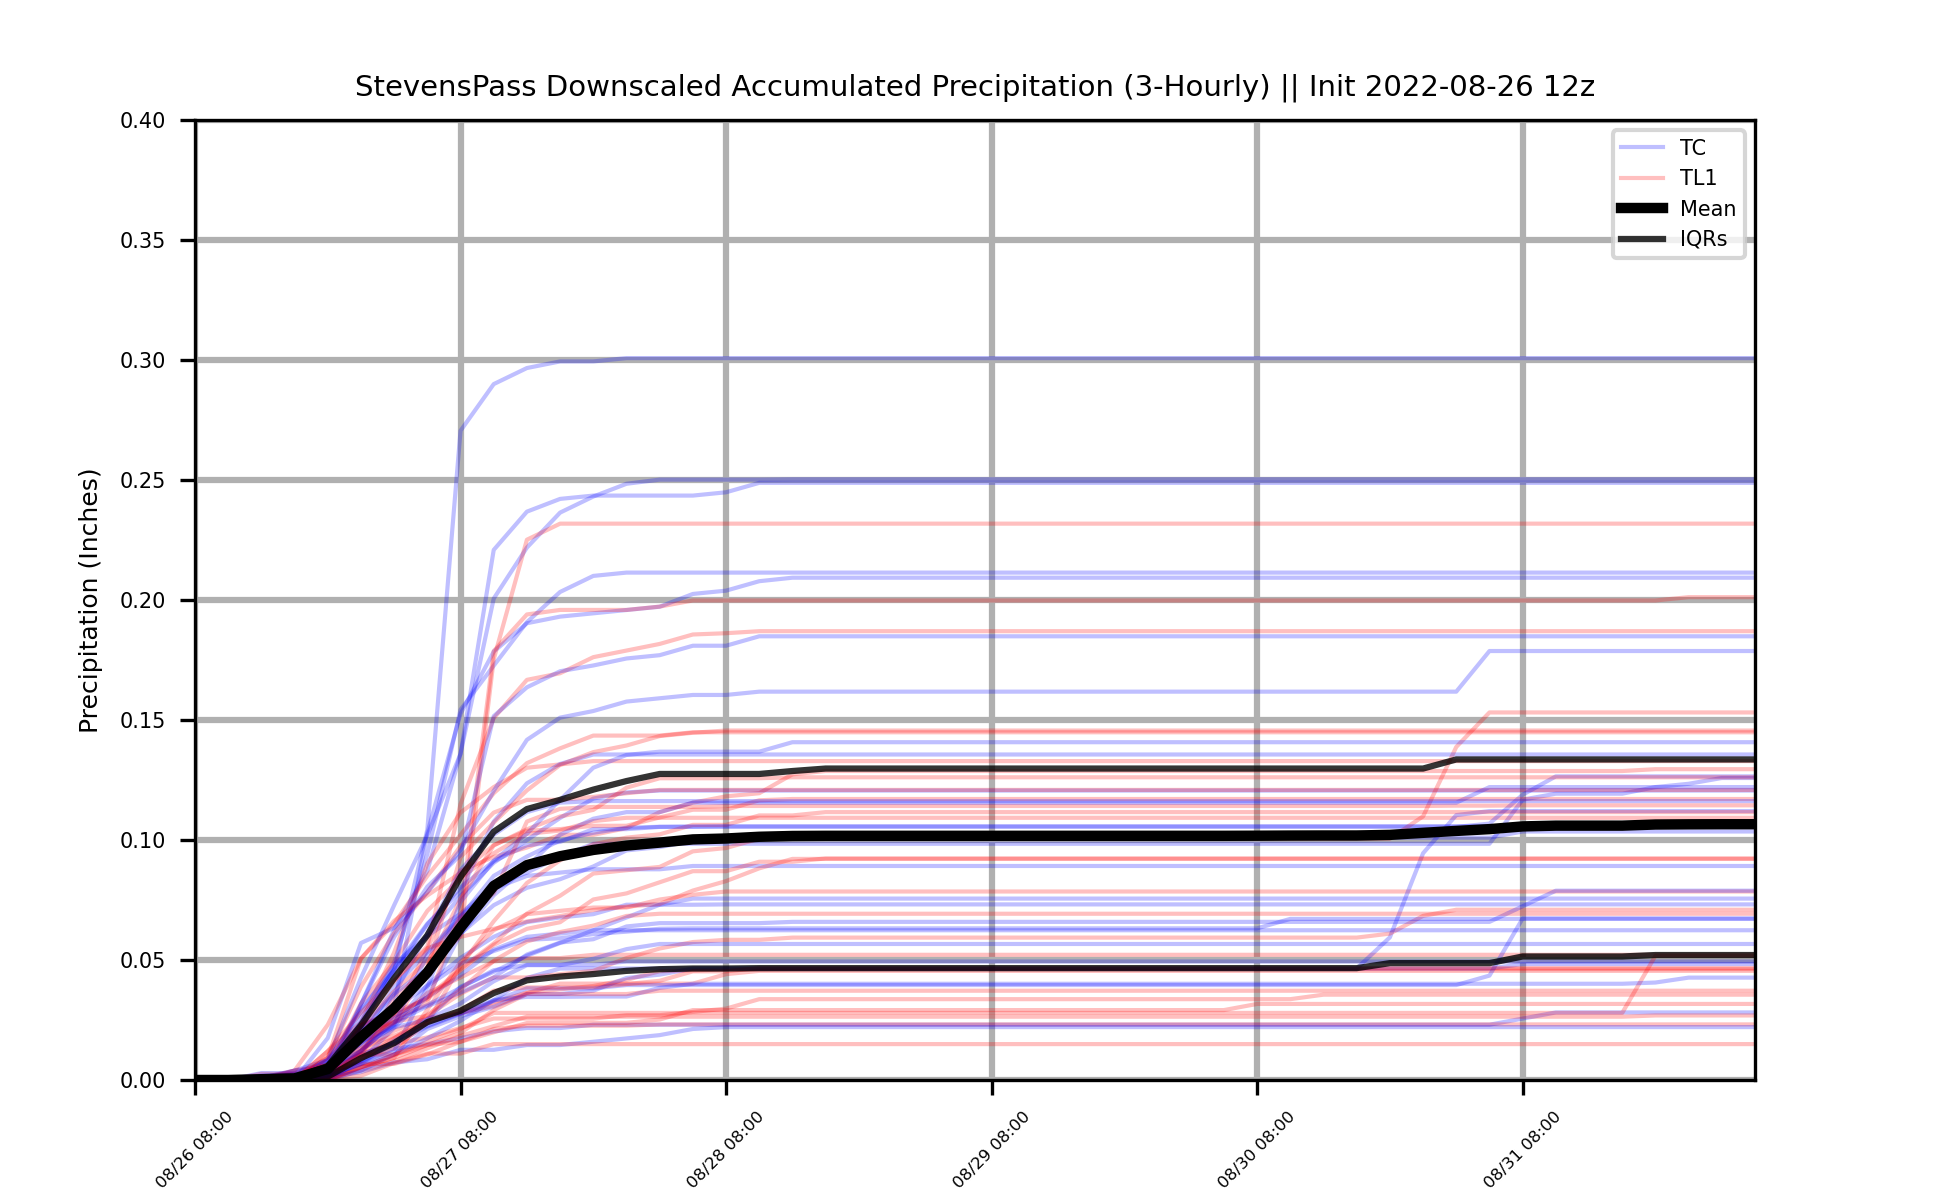 StevensPass Downscaled Accumulated Precipitation (3-Hourly) || Init 2022-08-26 12z
TC
TL1
Mean
IQRs
Precipitation (Inches)
0.40
0.35
0.30
0.25
0.20
0.15
0.10
0.05
0.00
08/26 08:00
08/27 08:00
08/28 08:00
08/29 08:00
08/30 08:00
08/31 08:00